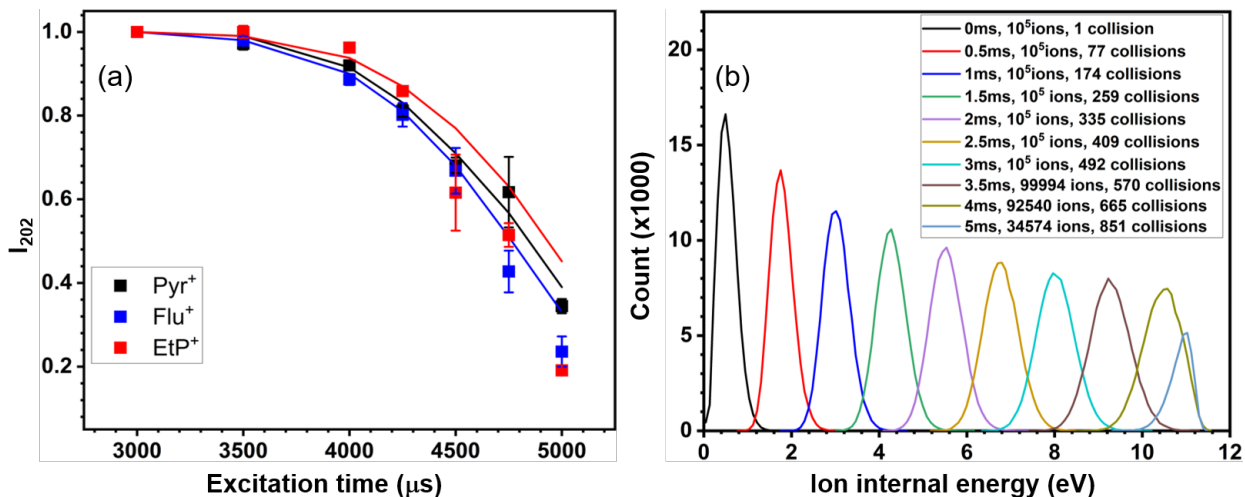 (a)
I₂₀₂
1.0
0.8
0.6
0.4
0.2
Pyr⁺
Flu⁺
EtP⁺
3000 3500 4000 4500 5000
Excitation time (μs)
(b)
Count (x1000)
20
15
10
5
0
0ms, 10⁵ions, 1 collision
0.5ms, 10⁵ions, 77 collisions
1ms, 10⁵ions, 174 collisions
1.5ms, 10⁵ ions, 259 collisions
2ms, 10⁵ ions, 335 collisions
2.5ms, 10⁵ ions, 409 collisions
3ms, 10⁵ ions, 492 collisions
3.5ms, 99994 ions, 570 collisions
4ms, 92540 ions, 665 collisions
5ms, 34574 ions, 851 collisions
0 2 4 6 8 10 12
Ion internal energy (eV)